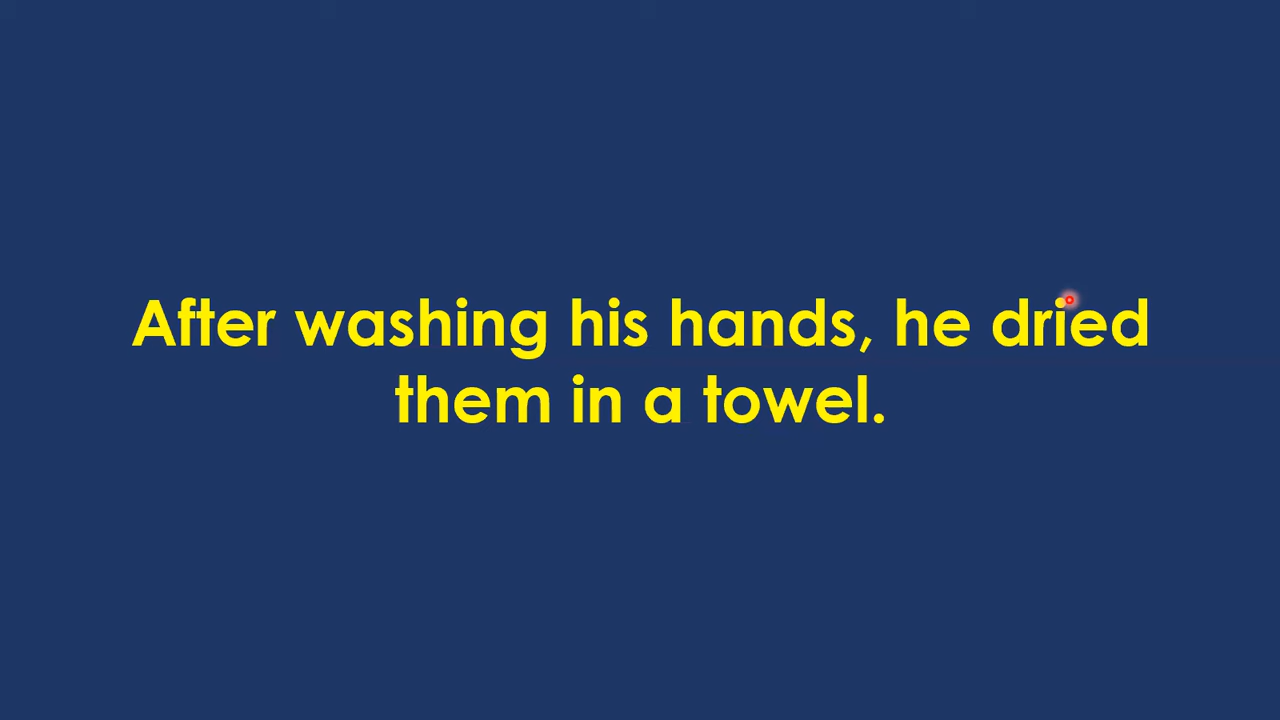 After washing his hands, he dried
them in a towel.